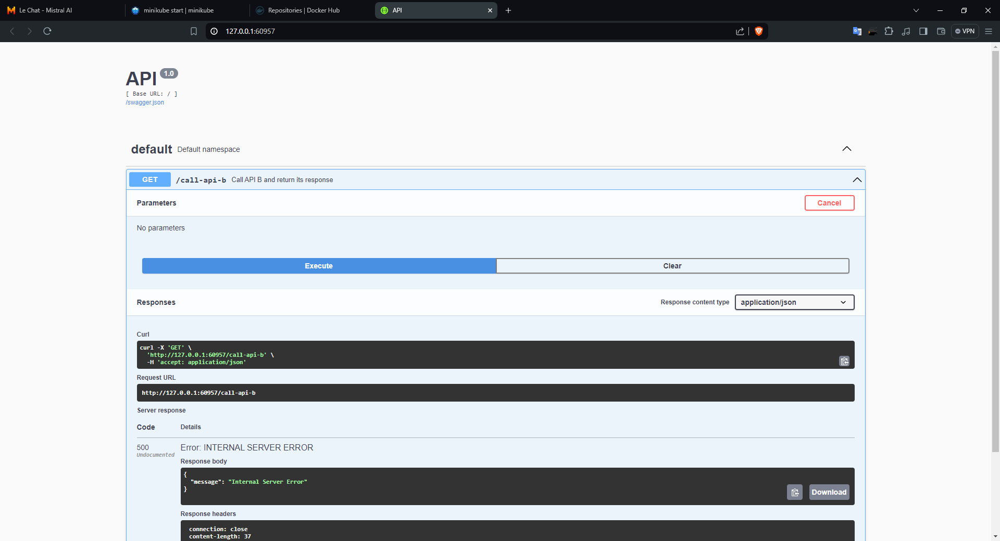 Le Chat - Mistral AI
minikube start | minikube
Repositories | Docker Hub
API
127.0.0.1:60957
VPN
API 1.0
[ Base URL: / ]
/swagger.json
default Default namespace
GET /call-api-b Call API B and return its response
Parameters
Cancel
No parameters
Execute
Clear
Responses
Response content type
application/json
Curl
curl -X 'GET' \
'http://127.0.0.1:60957/call-api-b' \
-H 'accept: application/json'
Request URL
http://127.0.0.1:60957/call-api-b
Server response
Code Details
500 Error: INTERNAL SERVER ERROR
Undocumented
Response body
{
"message": "Internal Server Error"
}
Download
Response headers
connection: close
content-length: 37